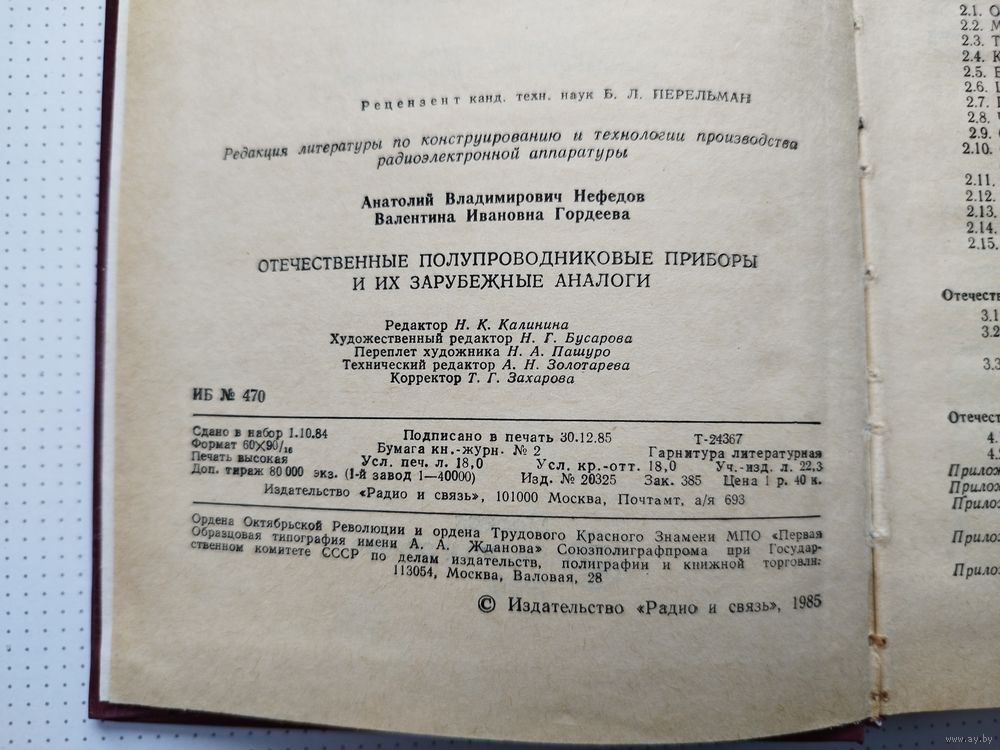 Рецензент канд. техн. наук Б. Л. ПЕРЕЛЬМАН
Редакция литературы по конструированию и технологии производства
радиоэлектронной аппаратуры
Анатолий Владимирович Нефедов
Валентина Ивановна Гордеева
ОТЕЧЕСТВЕННЫЕ ПОЛУПРОВОДНИКОВЫЕ ПРИБОРЫ
И ИХ ЗАРУБЕЖНЫЕ АНАЛОГИ
Редактор Н. К. Калинина
Художественный редактор Н. Г. Бусарова
Переплет художника Н. А. Пашуро
Технический редактор А. Н. Золотарева
Корректор Т. Г. Захарова
ИБ № 470
Сдано в набор 1.10.84 Подписано в печать 30.12.85 Т-24367
Формат 60×90/16 Бумага кн.-журн. № 2 Гарнитура литературная
Печать высокая Усл. печ. л. 18,0 Усл. кр.-отт. 18,0 Уч.-изд. л. 22,3
Доп. тираж 80 000 экз. (1-й завод 1—40000) Изд. № 20325 Зак. 385 Цена 1 р. 40 к.
Издательство «Радио и связь», 101000 Москва, Почтамт, а/я 693
Ордена Октябрьской Революции и ордена Трудового Красного Знамени МПО «Первая
Образцовая типография имени А. А. Жданова» Союзполиграфпрома при Государ-
ственном комитете СССР по делам издательств, полиграфии и книжной торговли.
113054, Москва, Валовая, 28
© Издательство «Радио и связь», 1985
2.1. О
2.2. М
2.3. Т
2.4. К
2.5.
2.6.
2.7.
2.8. Ч
2.9.
2.10.
2.11.
2.12.
2.13.
2.14.
2.15.
Отечеств
3.1
3.2
3.3
Отечест
4.
4.
Прилож
Прилож
Прилож
Прилож
Прилож
www.ay.by